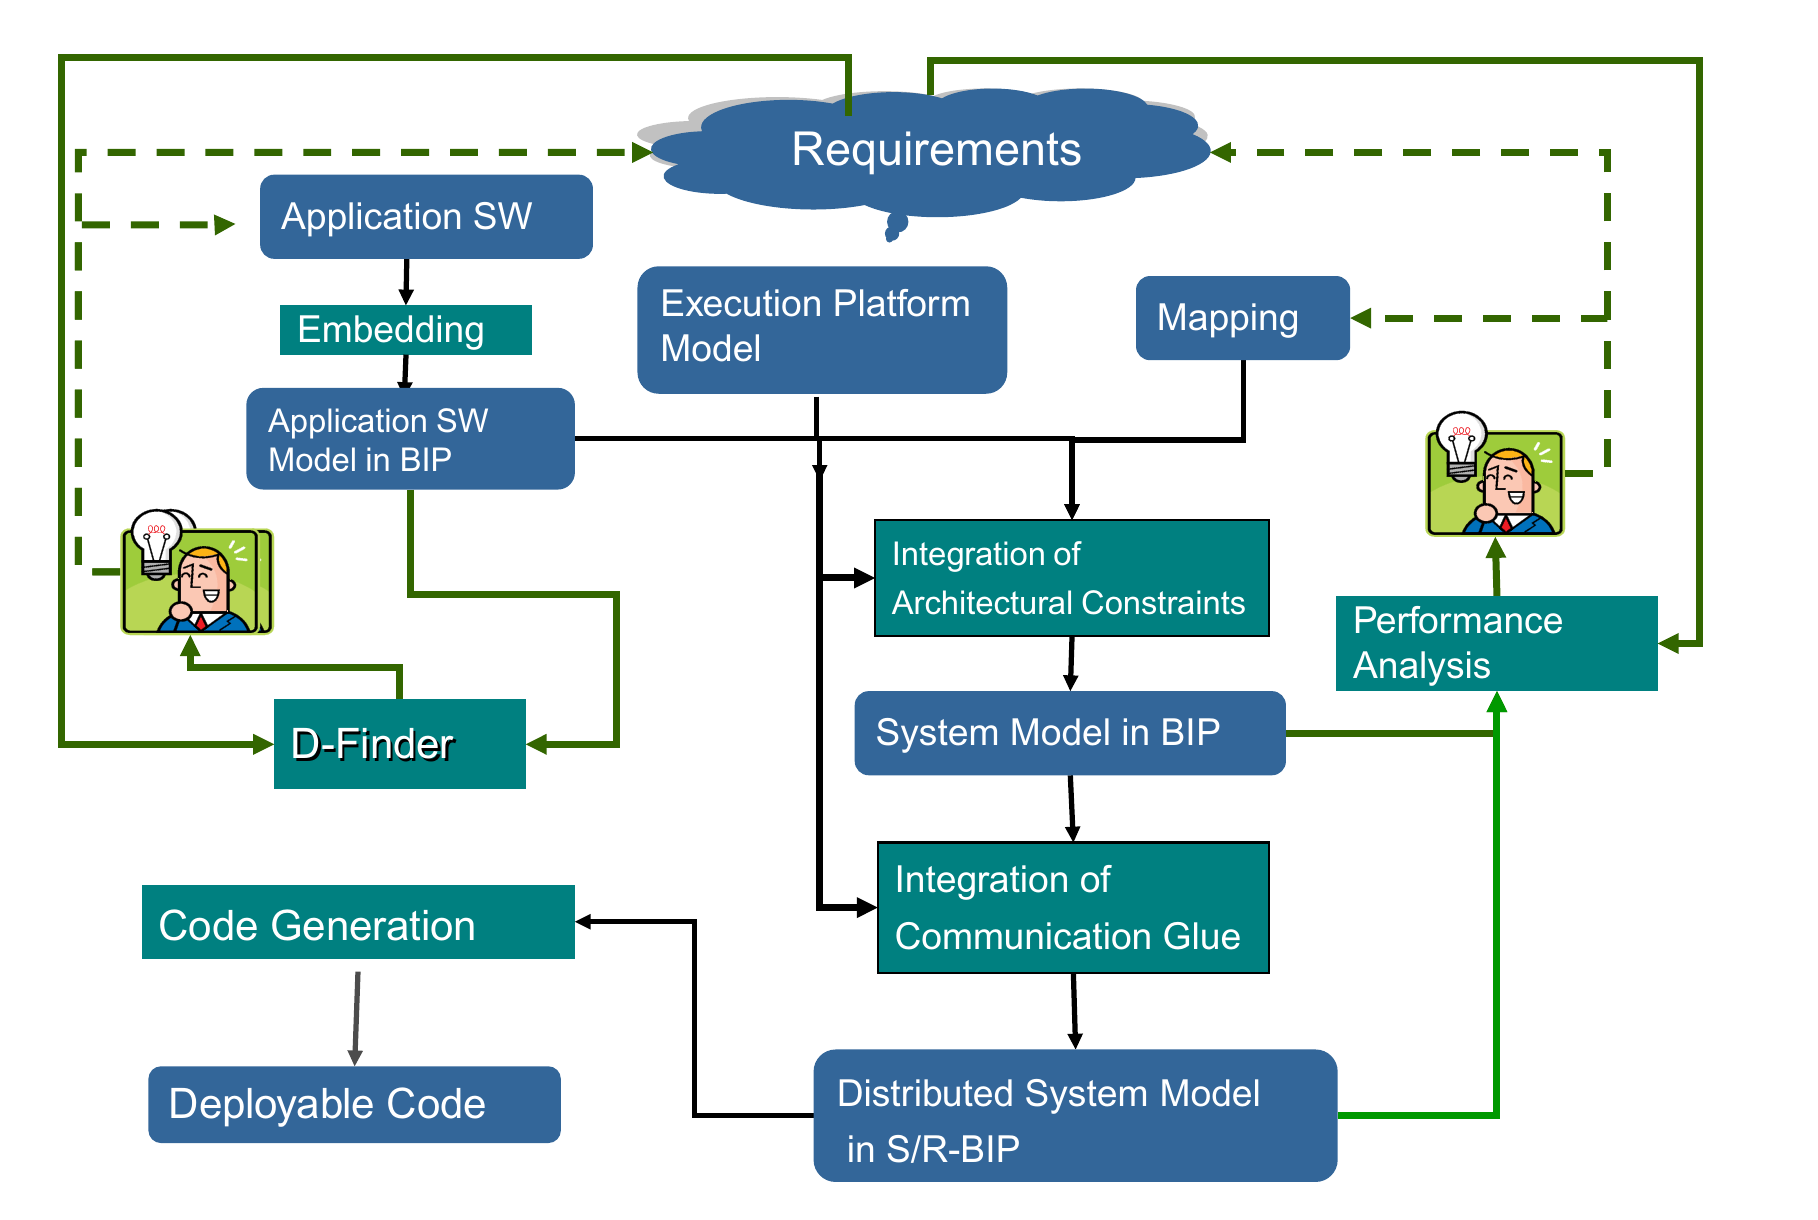 Requirements
Application SW
Embedding
Application SW
Model in BIP
Execution Platform
Model
Mapping
Integration of
Architectural Constraints
Performance
Analysis
System Model in BIP
D-Finder
Integration of
Communication Glue
Code Generation
Distributed System Model
in S/R-BIP
Deployable Code